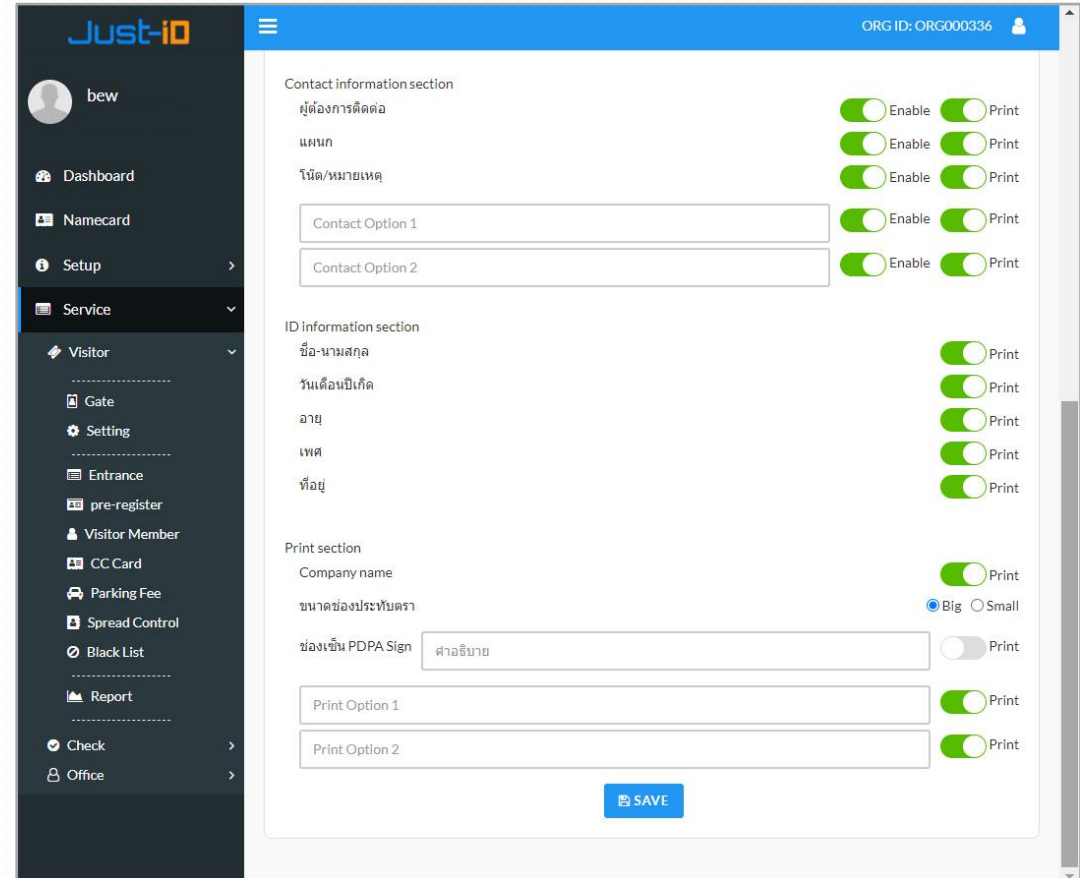 Just-iD
ORG ID: ORG000336
bew
Dashboard
Namecard
Setup
Service
Visitor
Gate
Setting
Entrance
pre-register
Visitor Member
CC Card
Parking Fee
Spread Control
Black List
Report
Check
Office
Contact information section
ผู้ต้องการติดต่อ Enable Print
แผนก Enable Print
โน๊ต/หมายเหตุ Enable Print
Contact Option 1 Enable Print
Contact Option 2 Enable Print
ID information section
ชื่อ-นามสกุล Print
วันเดือนปีเกิด Print
อายุ Print
เพศ Print
ที่อยู่ Print
Print section
Company name Print
ขนาดช่องประทับตรา Big Small
ช่องเซ็น PDPA Sign คำอธิบาย Print
Print Option 1 Print
Print Option 2 Print
SAVE